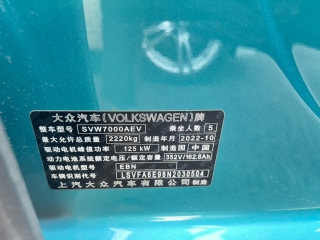 大众汽车(VOLKSWAGEN)牌
整车型号 SVW7000AEV 乘坐人数 5
最大允许总质量 2220kg 制造年月 2022-10
驱动电机峰值功率 125 kW 制造国 中国
动力电池系统额定电压/额定容量 352V/162.8Ah
驱动电机型号 EBN
车辆识别代号 LSVFA6E98N2030504
上汽大众汽车有限公司